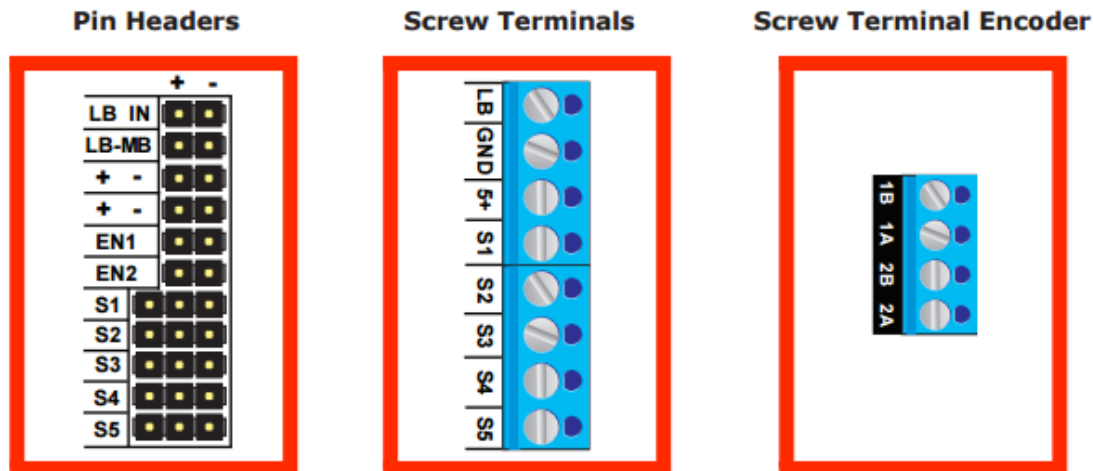 Pin Headers
+ -
LB IN
LB-MB
+ -
+ -
EN1
EN2
S1
S2
S3
S4
S5
Screw Terminals
LB
GND
5+
S1
S2
S3
S4
S5
Screw Terminal Encoder
1B
1A
2B
2A